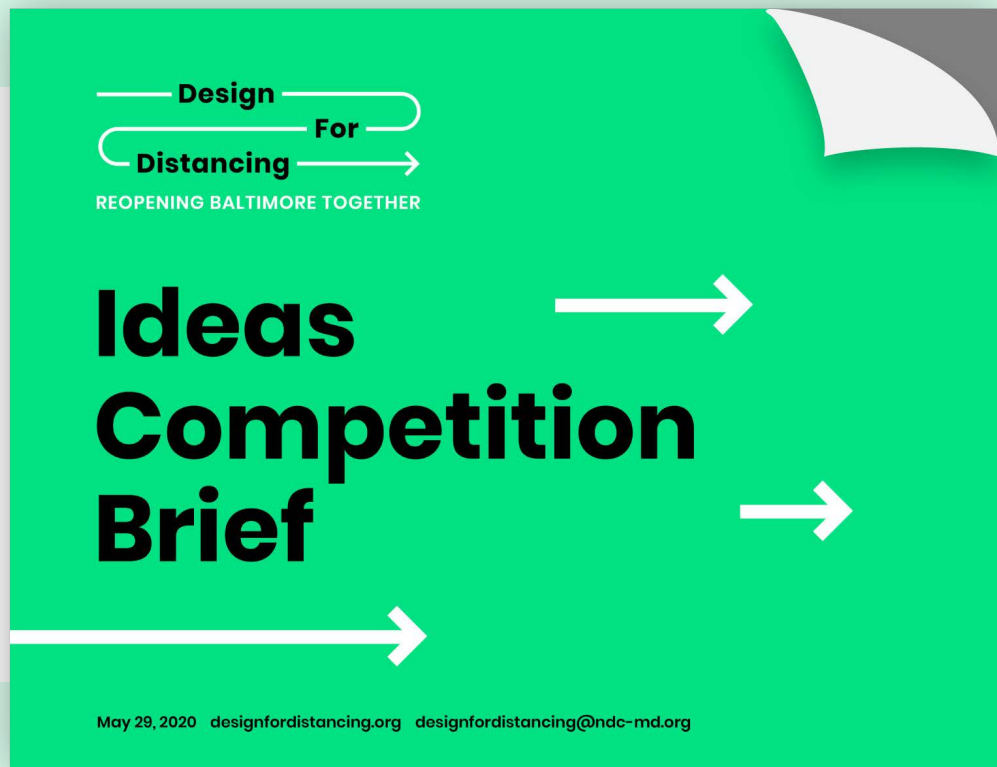 Design
For
Distancing
REOPENING BALTIMORE TOGETHER
Ideas
Competition
Brief
May 29, 2020 designfordistancing.org designfordistancing@ndc-md.org